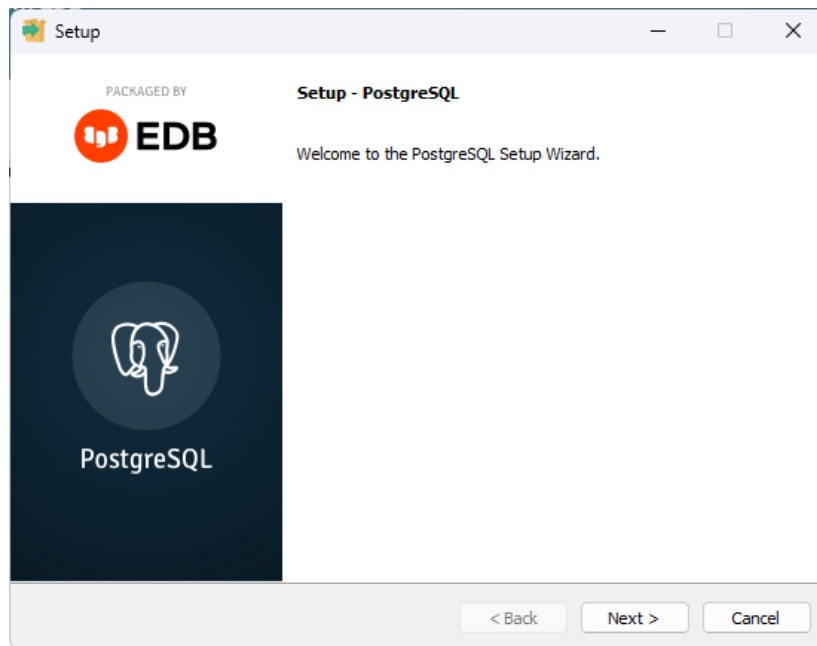 Setup
PACKAGED BY
EDB
Setup - PostgreSQL
Welcome to the PostgreSQL Setup Wizard.
PostgreSQL
< Back
Next >
Cancel